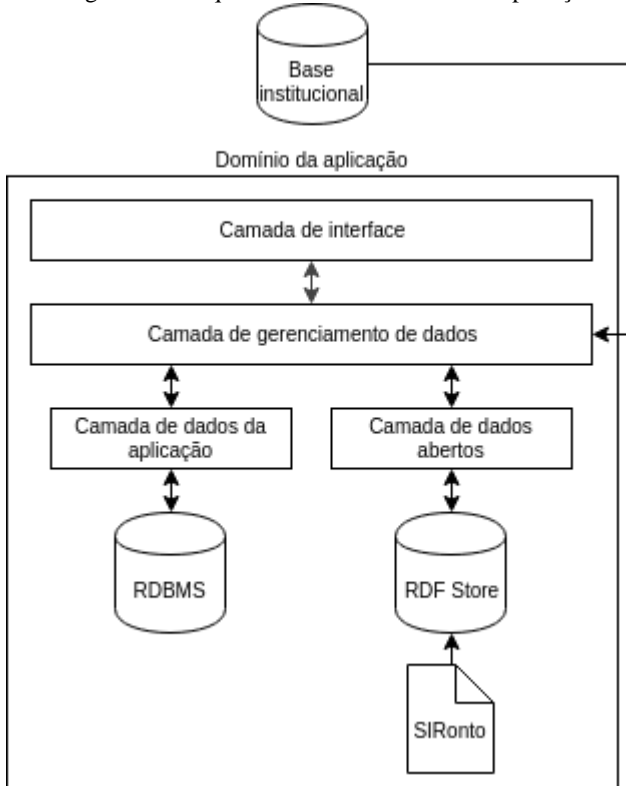 Base
institucional
Domínio da aplicação
Camada de interface
Camada de gerenciamento de dados
Camada de dados da
aplicação
Camada de dados
abertos
RDBMS
RDF Store
SIRonto